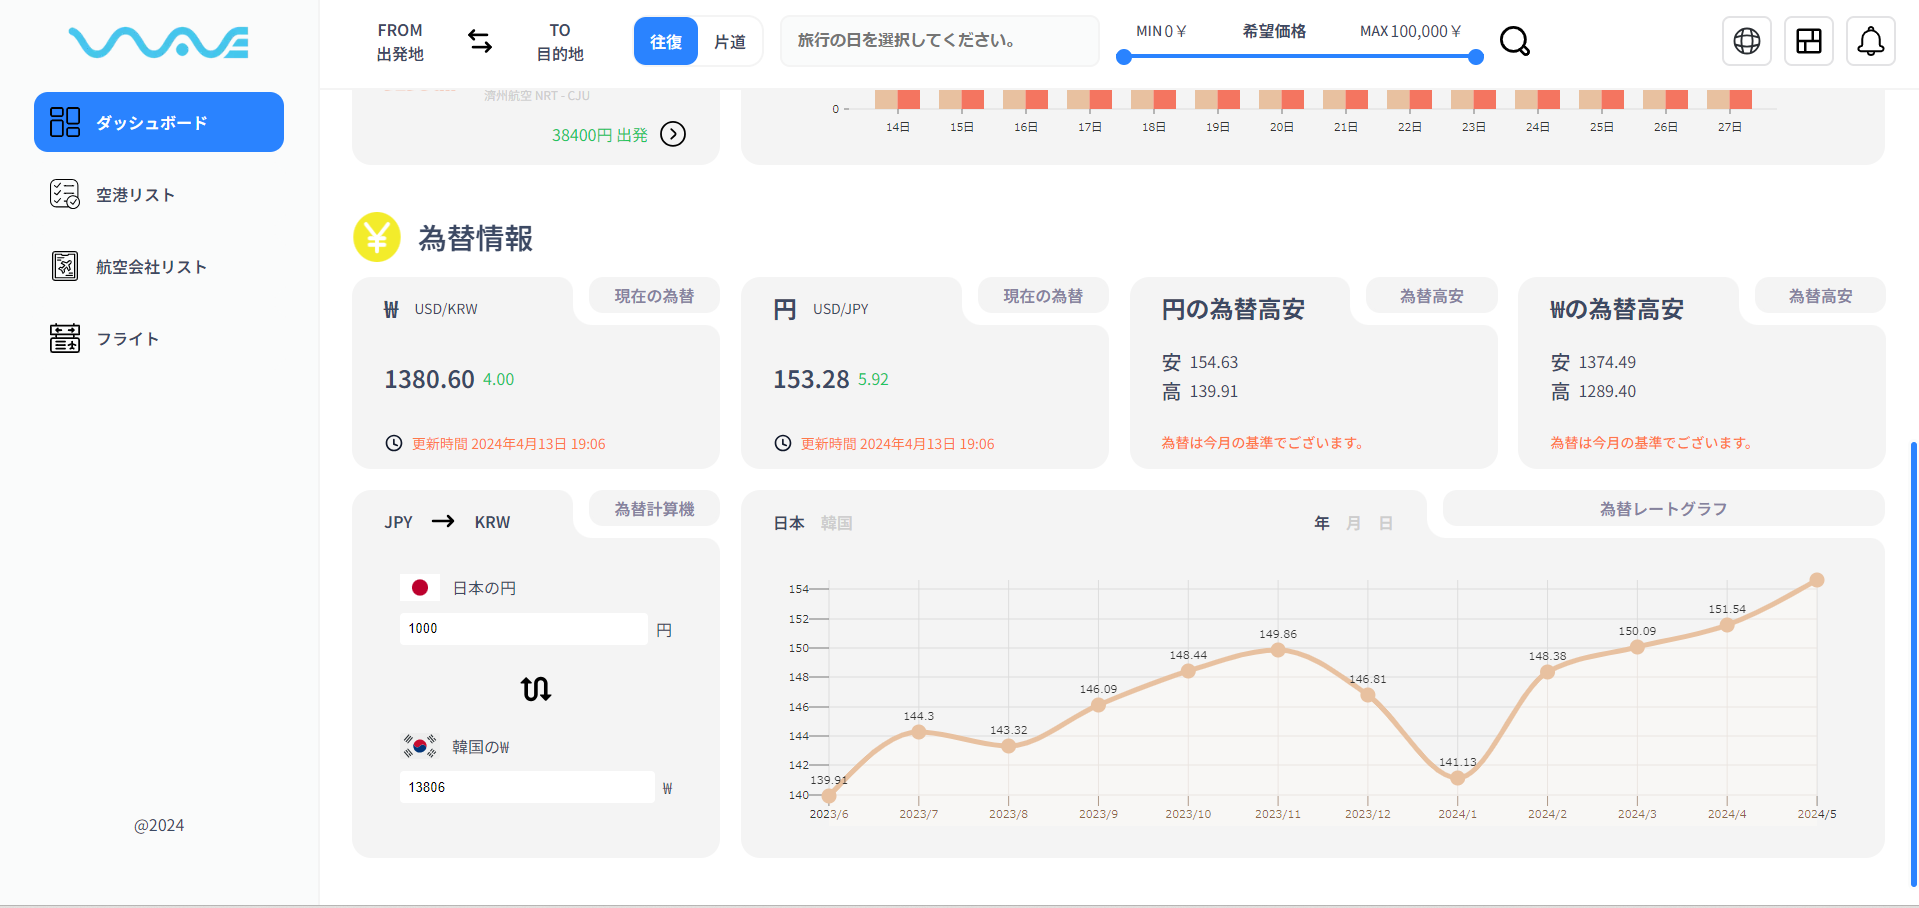 WAVE
FROM
出発地
TO
目的地
往復
片道
旅行の日を選択してください。
MIN 0 ¥
希望価格
MAX 100,000 ¥
ダッシュボード
空港リスト
航空会社リスト
フライト
@2024
済州航空 NRT - CJU
38400円 出発
0
14日 15日 16日 17日 18日 19日 20日 21日 22日 23日 24日 25日 26日 27日
¥ 為替情報
₩ USD/KRW
現在の為替
1380.60 4.00
更新時間 2024年4月13日 19:06
円 USD/JPY
現在の為替
153.28 5.92
更新時間 2024年4月13日 19:06
円の為替高安
為替高安
安 154.63
高 139.91
為替は今月の基準でございます。
₩の為替高安
為替高安
安 1374.49
高 1289.40
為替は今月の基準でございます。
JPY → KRW
為替計算機
日本の円
1000 円
韓国の₩
13806 ₩
日本 韓国
年 月 日
為替レートグラフ
154
152
150
148
146
144
142
140
139.91
144.3
143.32
146.09
148.44
149.86
146.81
141.13
148.38
150.09
151.54
2023/6 2023/7 2023/8 2023/9 2023/10 2023/11 2023/12 2024/1 2024/2 2024/3 2024/4 2024/5